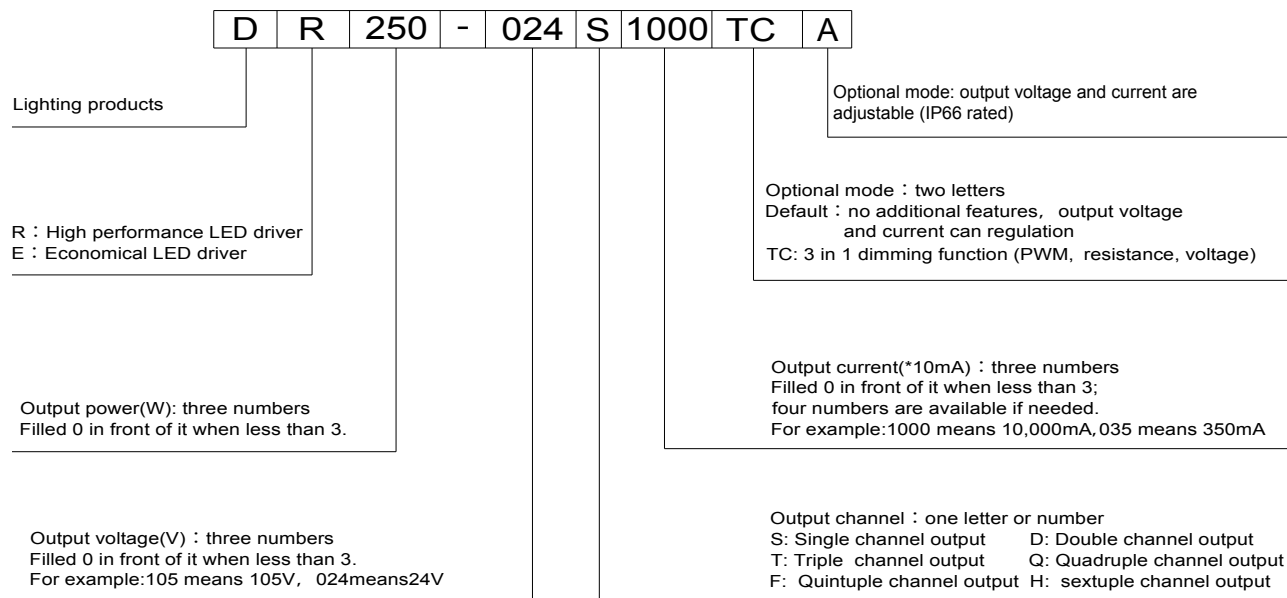 D R 250 - 024 S 1000 TC A
Lighting products
Optional mode: output voltage and current are
adjustable (IP66 rated)
R：High performance LED driver
E：Economical LED driver
Optional mode：two letters
Default：no additional features, output voltage
and current can regulation
TC: 3 in 1 dimming function (PWM, resistance, voltage)
Output power(W): three numbers
Filled 0 in front of it when less than 3.
Output current(*10mA)：three numbers
Filled 0 in front of it when less than 3;
four numbers are available if needed.
For example:1000 means 10,000mA,035 means 350mA
Output voltage(V)：three numbers
Filled 0 in front of it when less than 3.
For example:105 means 105V, 024means24V
Output channel：one letter or number
S: Single channel output D: Double channel output
T: Triple channel output Q: Quadruple channel output
F: Quintuple channel output H: sextuple channel output